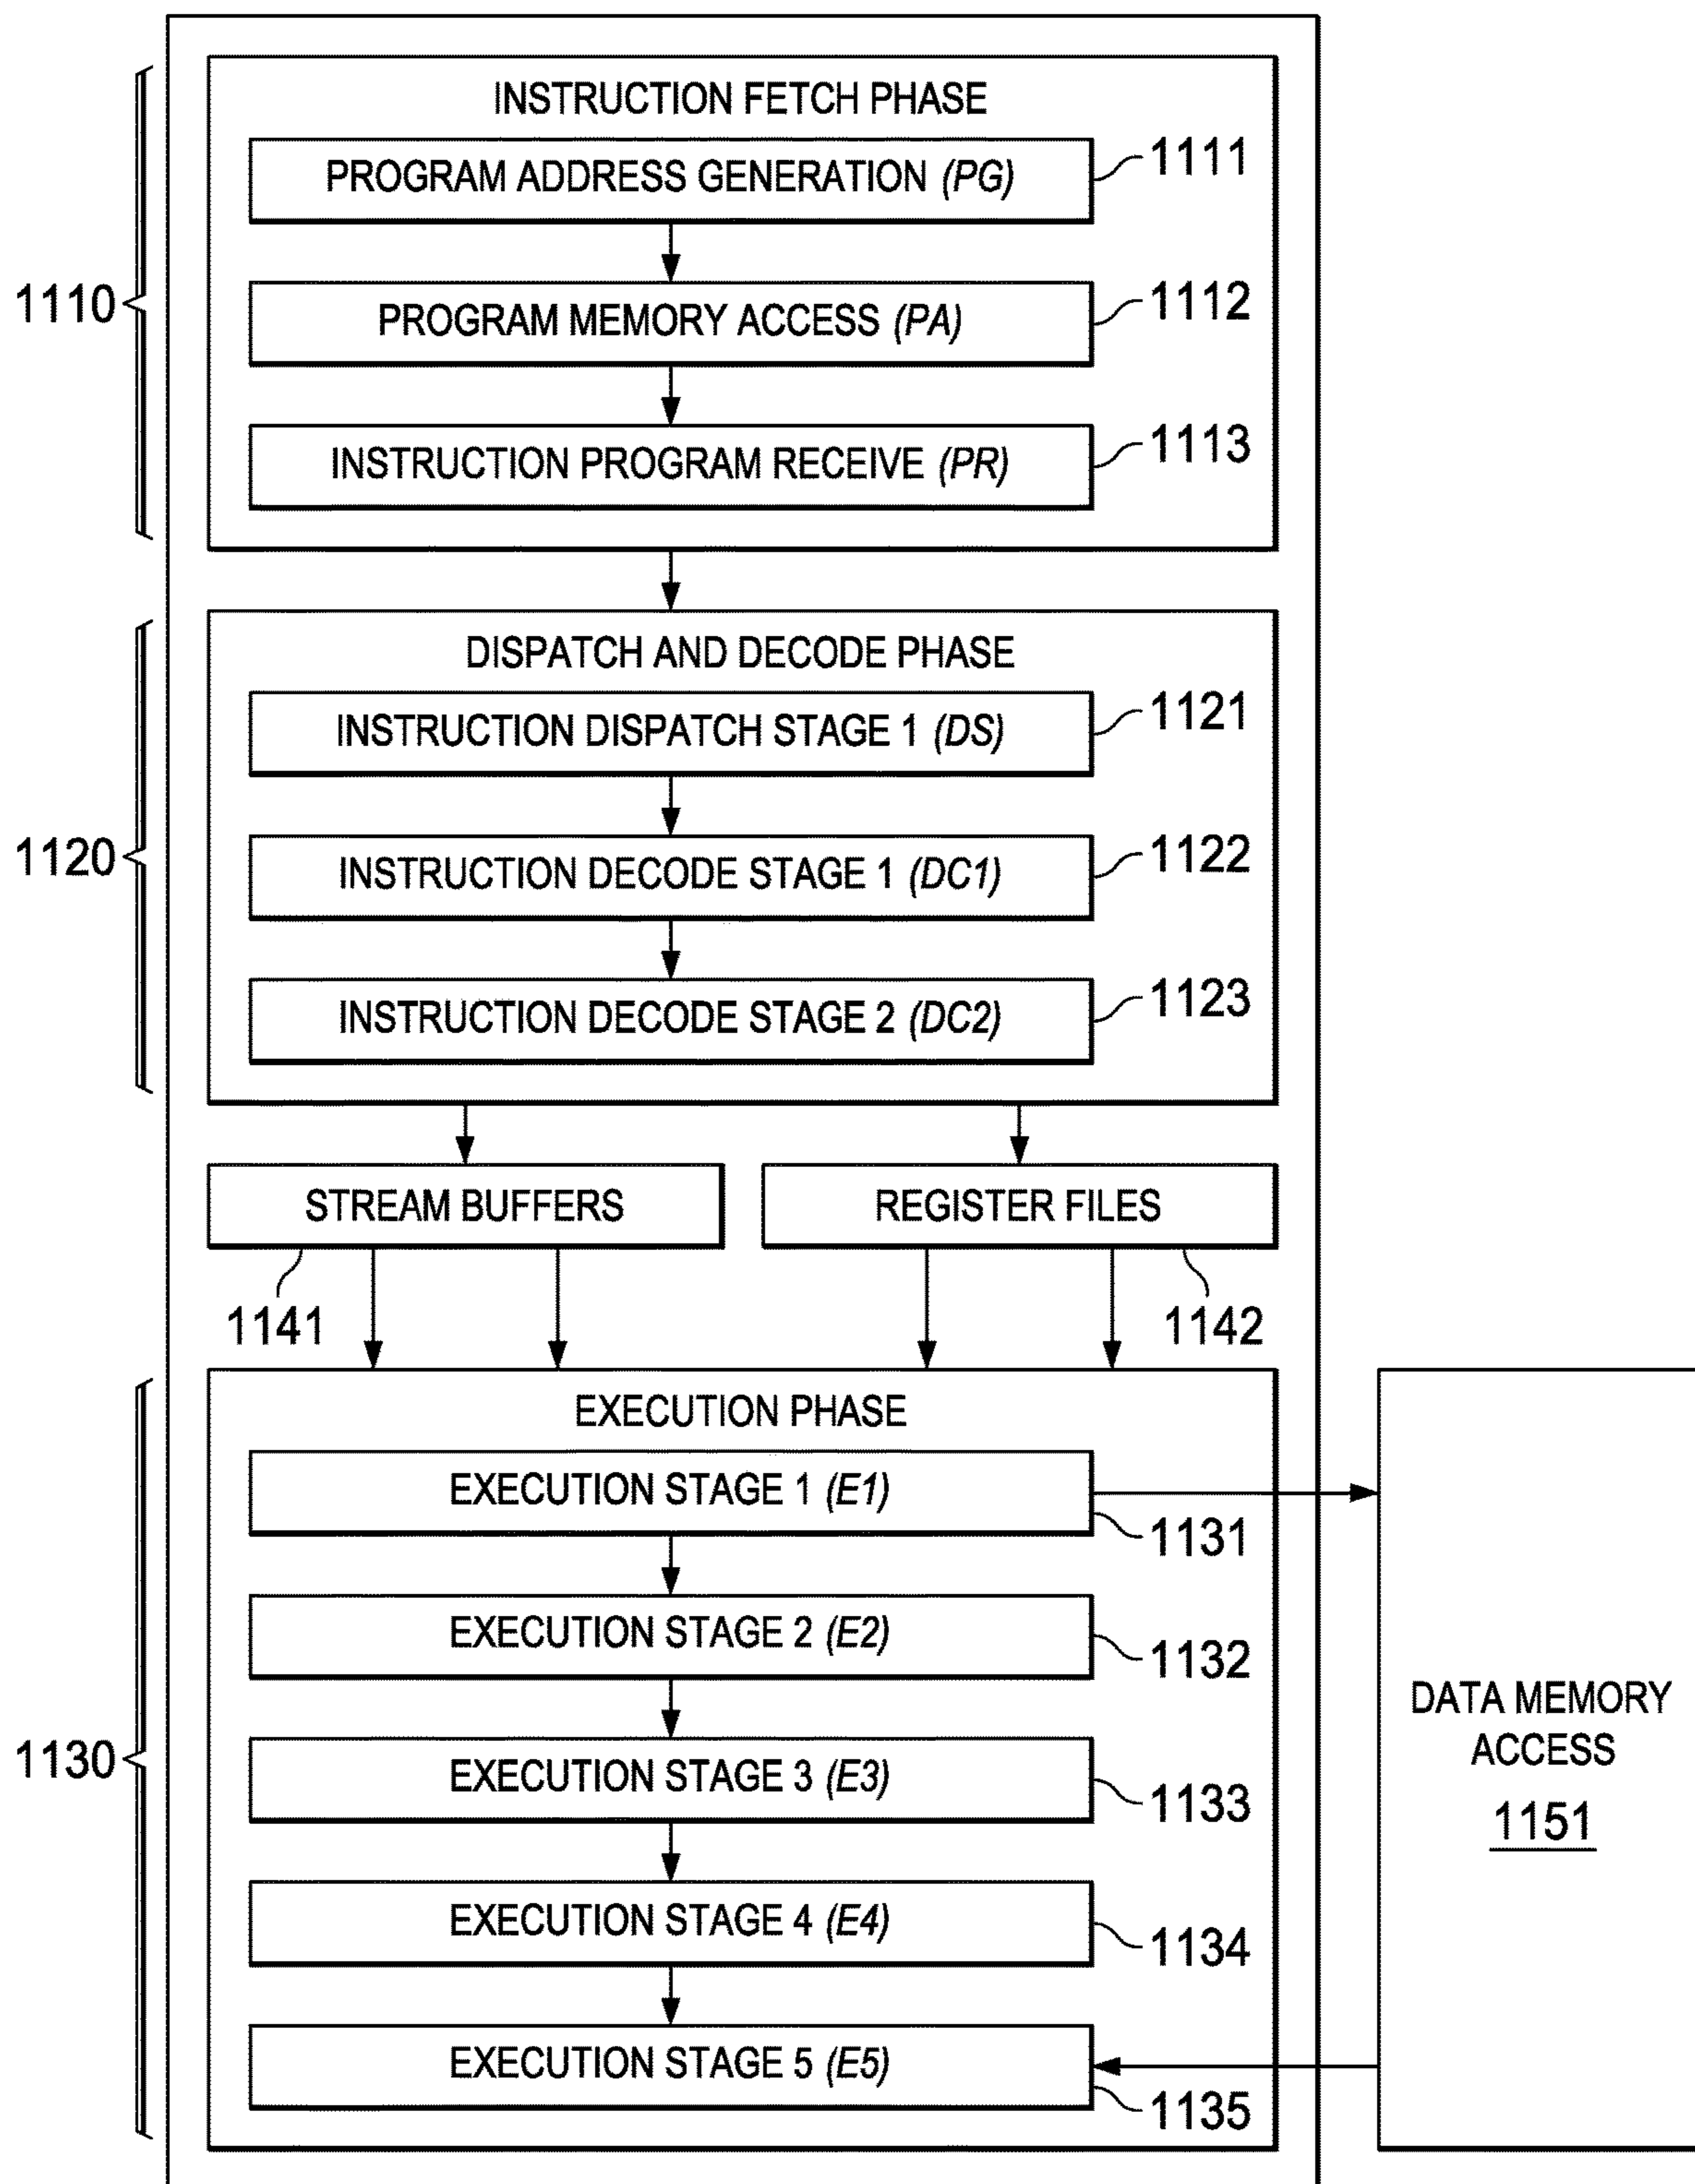 INSTRUCTION FETCH PHASE
PROGRAM ADDRESS GENERATION (PG)
1111
1110
PROGRAM MEMORY ACCESS (PA)
1112
INSTRUCTION PROGRAM RECEIVE (PR)
1113
DISPATCH AND DECODE PHASE
INSTRUCTION DISPATCH STAGE 1 (DS)
1121
1120
INSTRUCTION DECODE STAGE 1 (DC1)
1122
INSTRUCTION DECODE STAGE 2 (DC2)
1123
STREAM BUFFERS
REGISTER FILES
1141
1142
EXECUTION PHASE
EXECUTION STAGE 1 (E1)
1131
EXECUTION STAGE 2 (E2)
1132
1130
EXECUTION STAGE 3 (E3)
1133
EXECUTION STAGE 4 (E4)
1134
EXECUTION STAGE 5 (E5)
1135
DATA MEMORY
ACCESS
1151